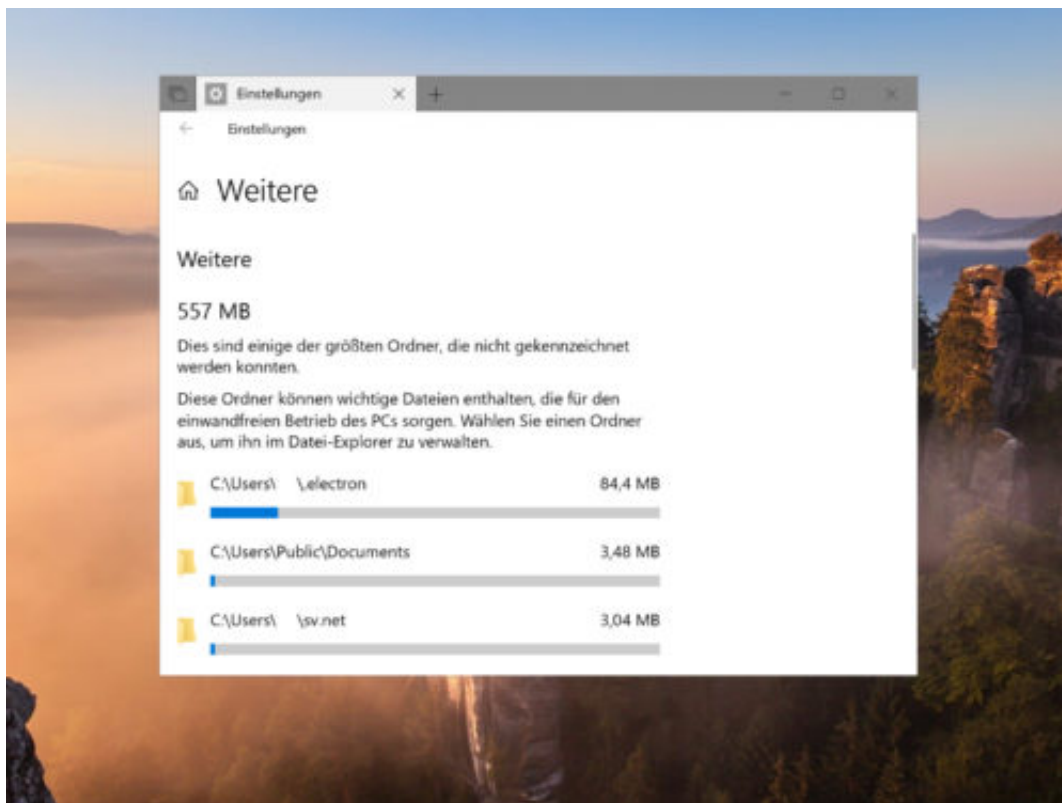 Einstellungen
Einstellungen
Weitere
Weitere
557 MB
Dies sind einige der größten Ordner, die nicht gekennzeichnet
werden konnten.
Diese Ordner können wichtige Dateien enthalten, die für den
einwandfreien Betrieb des PCs sorgen. Wählen Sie einen Ordner
aus, um ihn im Datei-Explorer zu verwalten.
C:\Users\ \.electron 84,4 MB
C:\Users\Public\Documents 3,48 MB
C:\Users\ \sv.net 3,04 MB